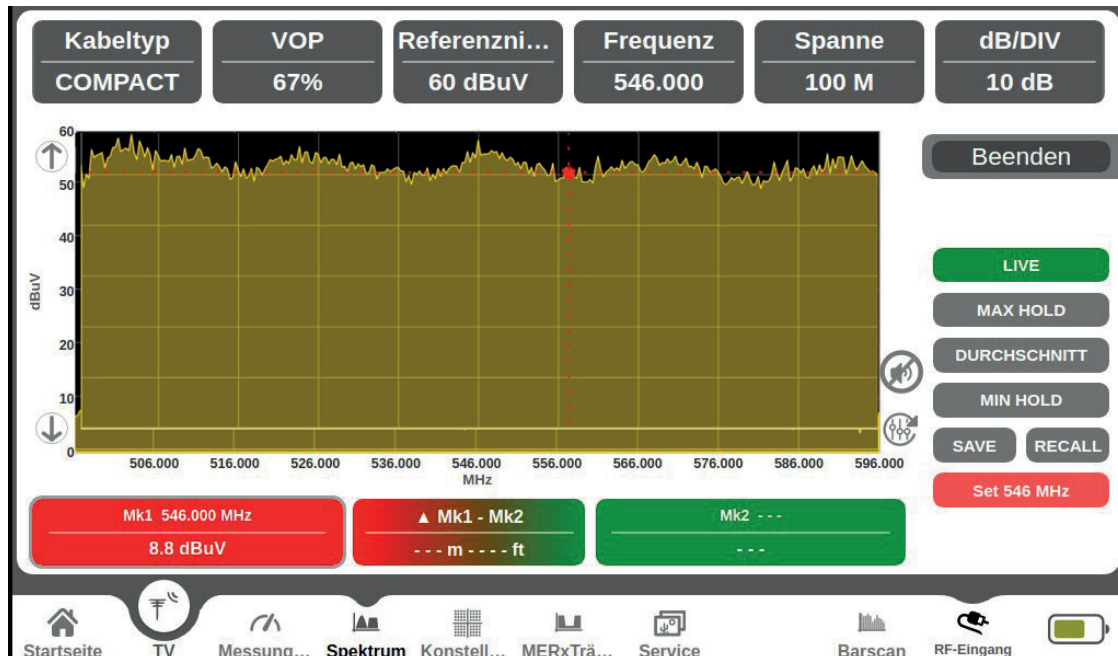 Kabeltyp
COMPACT
VOP
67%
Referenzni...
60 dBuV
Frequenz
546.000
Spanne
100 M
dB/DIV
10 dB
Beenden
60
50
40
30
20
10
0
dBuV
506.000 516.000 526.000 536.000 546.000 556.000 566.000 576.000 586.000 596.000
MHz
LIVE
MAX HOLD
DURCHSCHNITT
MIN HOLD
SAVE RECALL
Set 546 MHz
Mk1 546.000 MHz
8.8 dBuV
▲ Mk1 - Mk2
- - - m - - - - ft
Mk2 - - -
- - -
Startseite TV Messung... Spektrum Konstell... MERxTrä... Service Barscan RF-Eingang